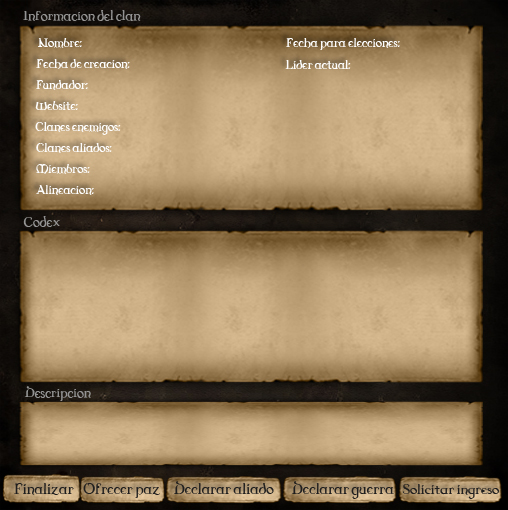 Informacion del clan
Nombre:
Fecha de creacion:
Fundador:
Website:
Clanes enemigos:
Clanes aliados:
Miembros:
Alineacion:
Fecha para elecciones:
Lider actual:
Codex
Descripcion
Finalizar
Ofrecer paz
Declarar aliado
Declarar guerra
Solicitar ingreso